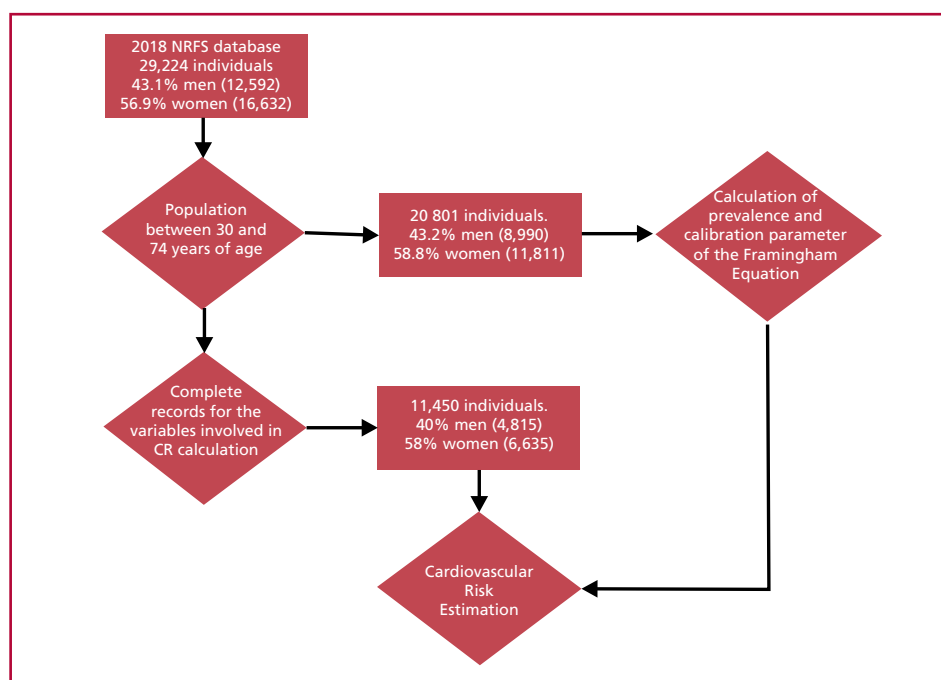 2018 NRFS database
29,224 individuals
43.1% men (12,592)
56.9% women (16,632)
Population
between 30 and
74 years of age
20 801 individuals.
43.2% men (8,990)
58.8% women (11,811)
Calculation of
prevalence and
calibration parameter
of the Framingham
Equation
Complete
records for the
variables involved in
CR calculation
11,450 individuals.
40% men (4,815)
58% women (6,635)
Cardiovascular
Risk
Estimation